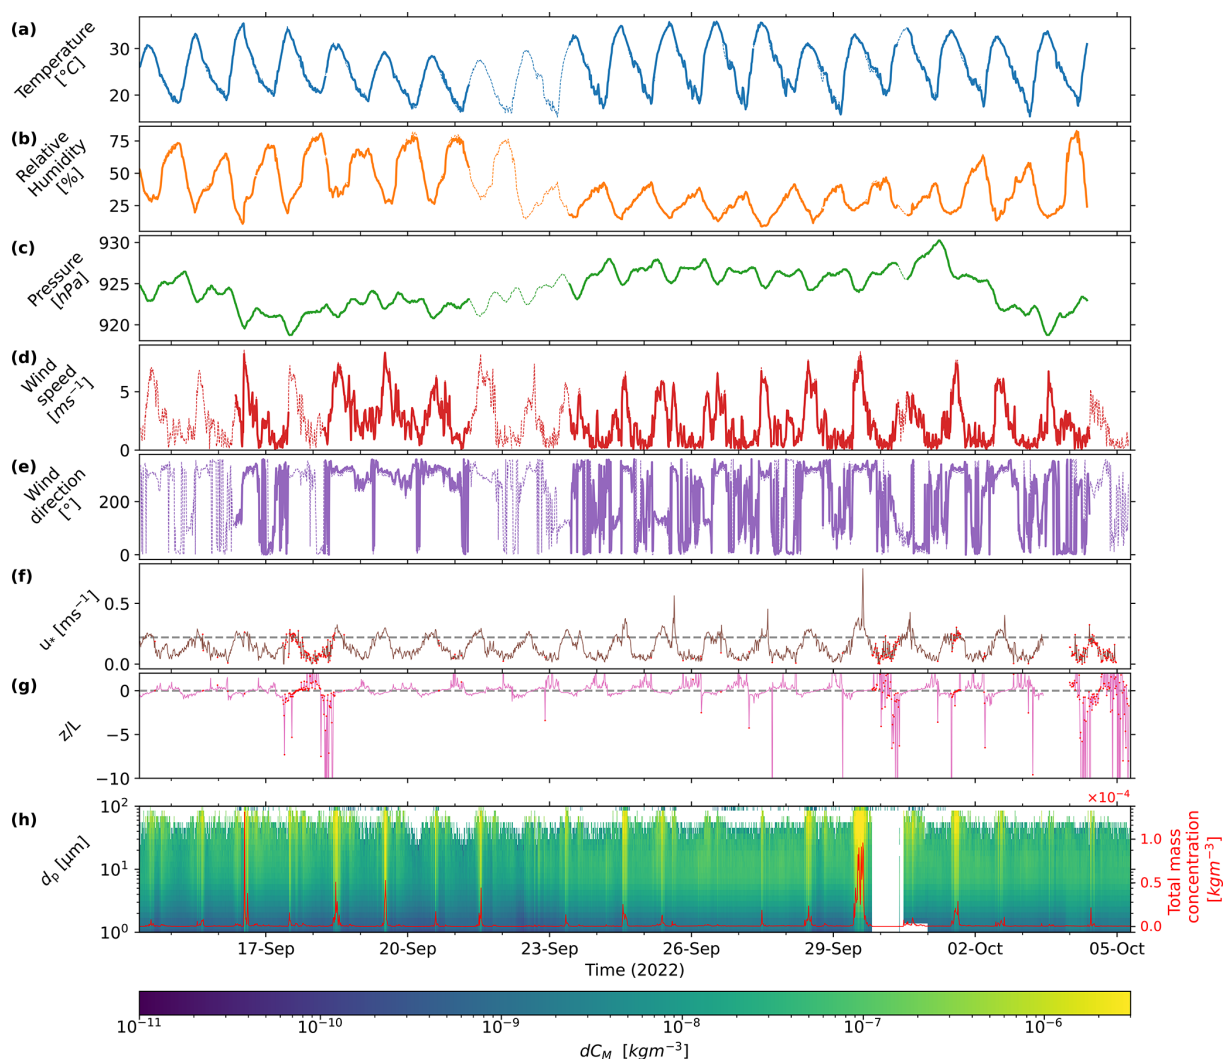 (a)
Temperature
[°C]
30
20
(b)
Relative
Humidity
[%]
75
50
25
(c)
Pressure
[hPa]
930
925
920
(d)
Wind
speed
[ms⁻¹]
5
0
(e)
Wind
direction
[°]
200
0
(f)
u* [ms⁻¹]
0.5
0.0
(g)
z/L
0
−5
−10
×10⁻⁴
(h)
dp [µm]
10²
10¹
10⁰
1.0
0.5
0.0
Total mass
concentration
[kgm⁻³]
17-Sep 20-Sep 23-Sep 26-Sep 29-Sep 02-Oct 05-Oct
Time (2022)
10⁻¹¹ 10⁻¹⁰ 10⁻⁹ 10⁻⁸ 10⁻⁷ 10⁻⁶
dC_M [kgm⁻³]